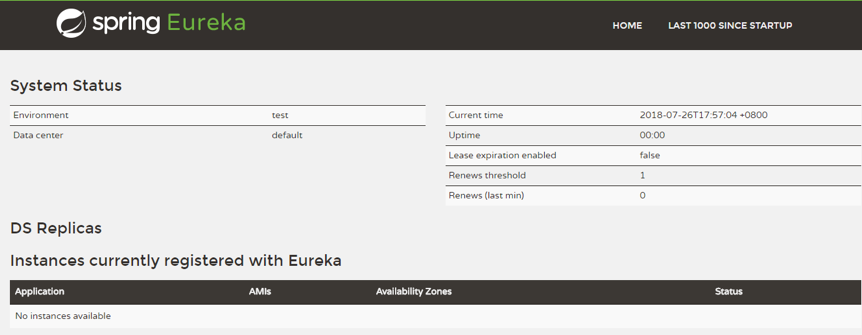 spring Eureka
HOME LAST 1000 SINCE STARTUP
System Status
Environment test
Data center default
Current time 2018-07-26T17:57:04 +0800
Uptime 00:00
Lease expiration enabled false
Renews threshold 1
Renews (last min) 0
DS Replicas
Instances currently registered with Eureka
Application AMIs Availability Zones Status
No instances available